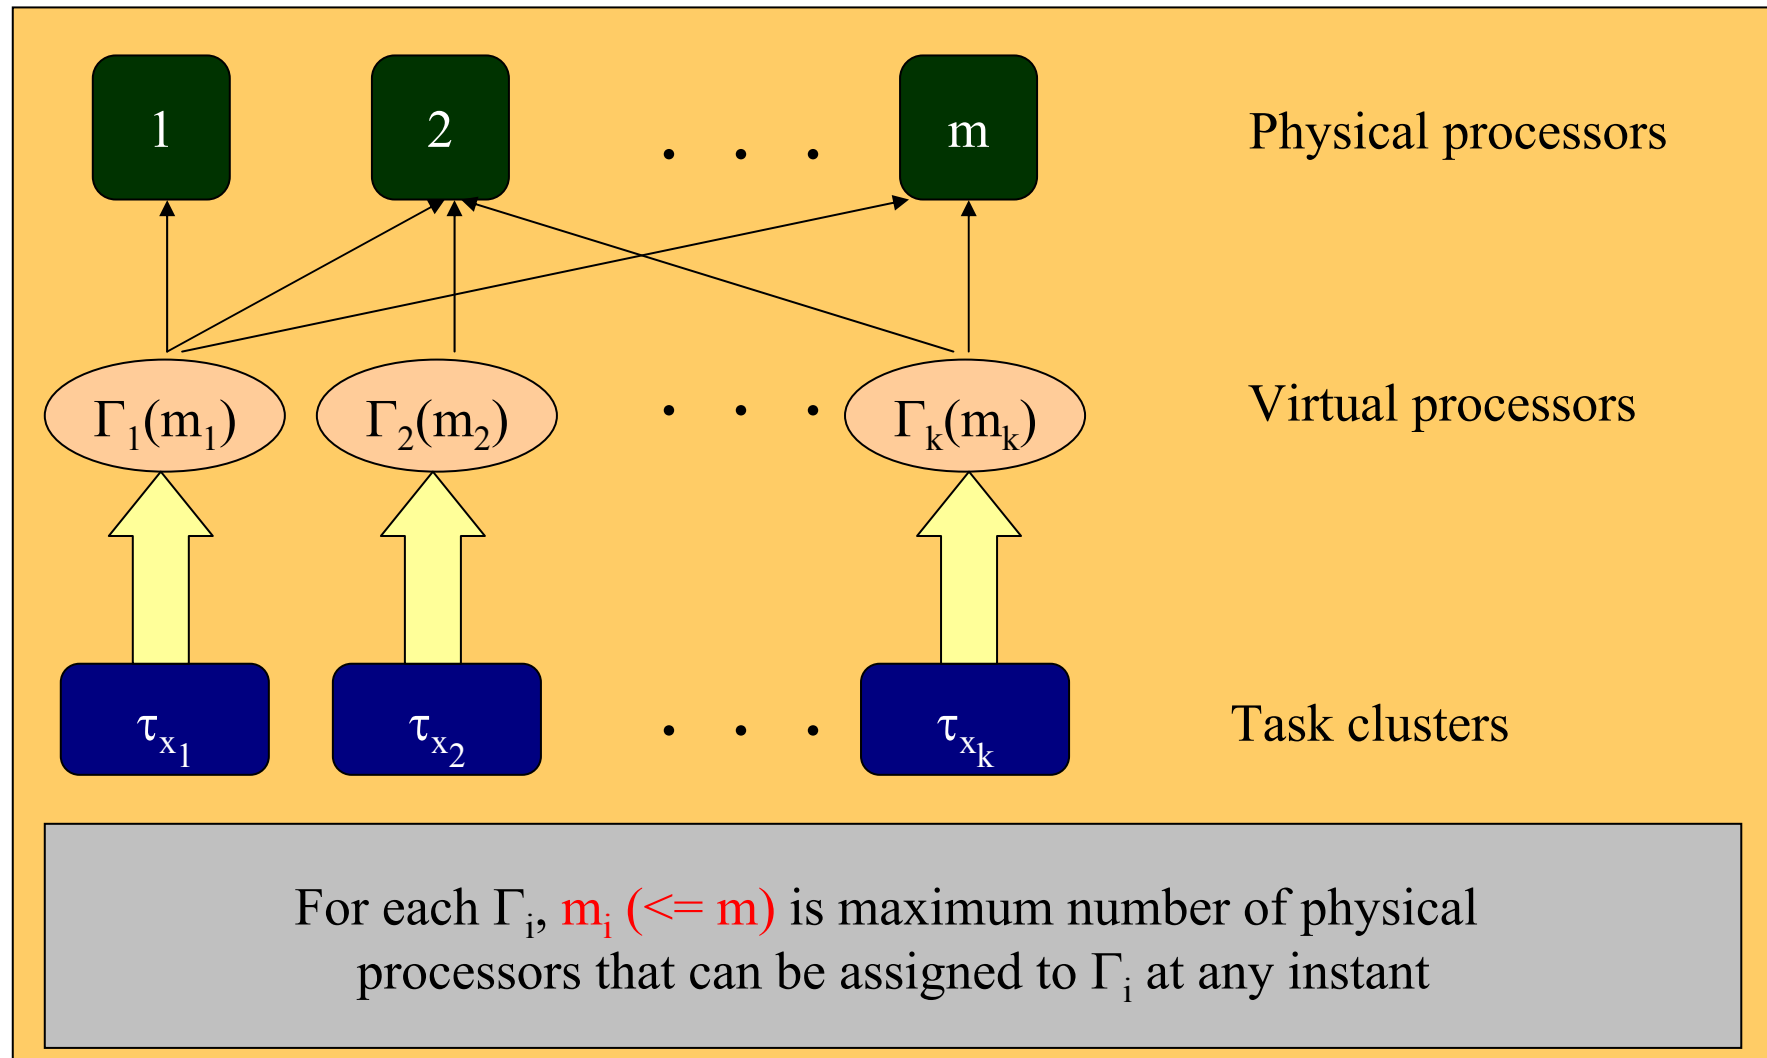 1 2 . . . m Physical processors
Γ₁(m₁) Γ₂(m₂) . . . Γₖ(mₖ) Virtual processors
τₓ₁ τₓ₂ . . . τₓₖ Task clusters
For each Γᵢ, mᵢ (<= m) is maximum number of physical
processors that can be assigned to Γᵢ at any instant